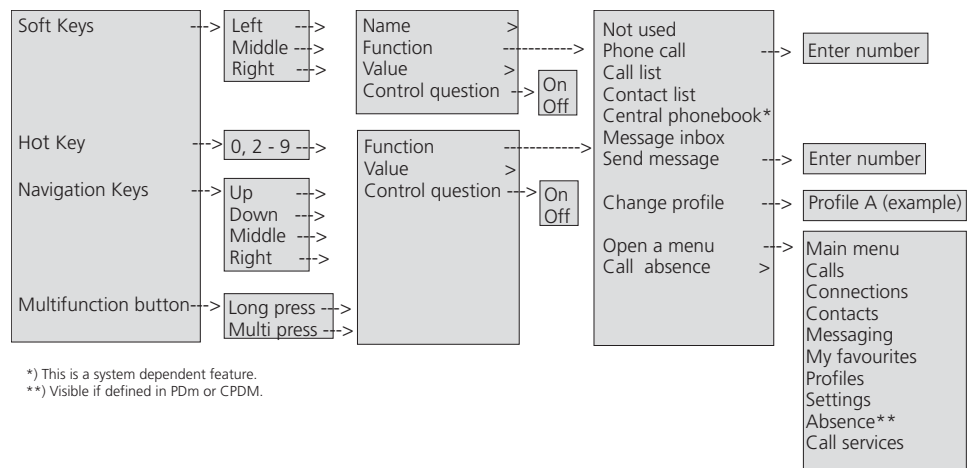 Soft Keys --->
Left --->
Middle --->
Right --->
Name >
Function ----------->
Value >
Control question -->
On
Off
Not used
Phone call --->
Enter number
Call list
Contact list
Central phonebook*
Message inbox
Send message --->
Enter number
Change profile --->
Profile A (example)
Open a menu --->
Call absence >
Main menu
Calls
Connections
Contacts
Messaging
My favourites
Profiles
Settings
Absence**
Call services
Hot Key --->
0, 2 - 9 --->
Function ----------->
Value >
Control question --->
On
Off
Navigation Keys --->
Up --->
Down --->
Middle --->
Right --->
Multifunction button--->
Long press --->
Multi press --->
*) This is a system dependent feature.
**) Visible if defined in PDm or CPDM.